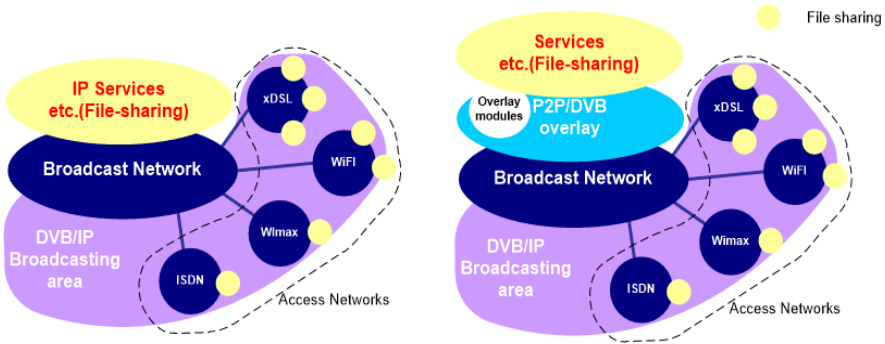 IP Services
etc.(File-sharing)
Broadcast Network
xDSL
WiFI
WImax
ISDN
DVB/IP
Broadcasting
area
Access Networks
File sharing
Services
etc.(File-sharing)
Overlay
modules
P2P/DVB
overlay
Broadcast Network
xDSL
WiFI
Wimax
ISDN
DVB/IP
Broadcasting
area
Access Networks